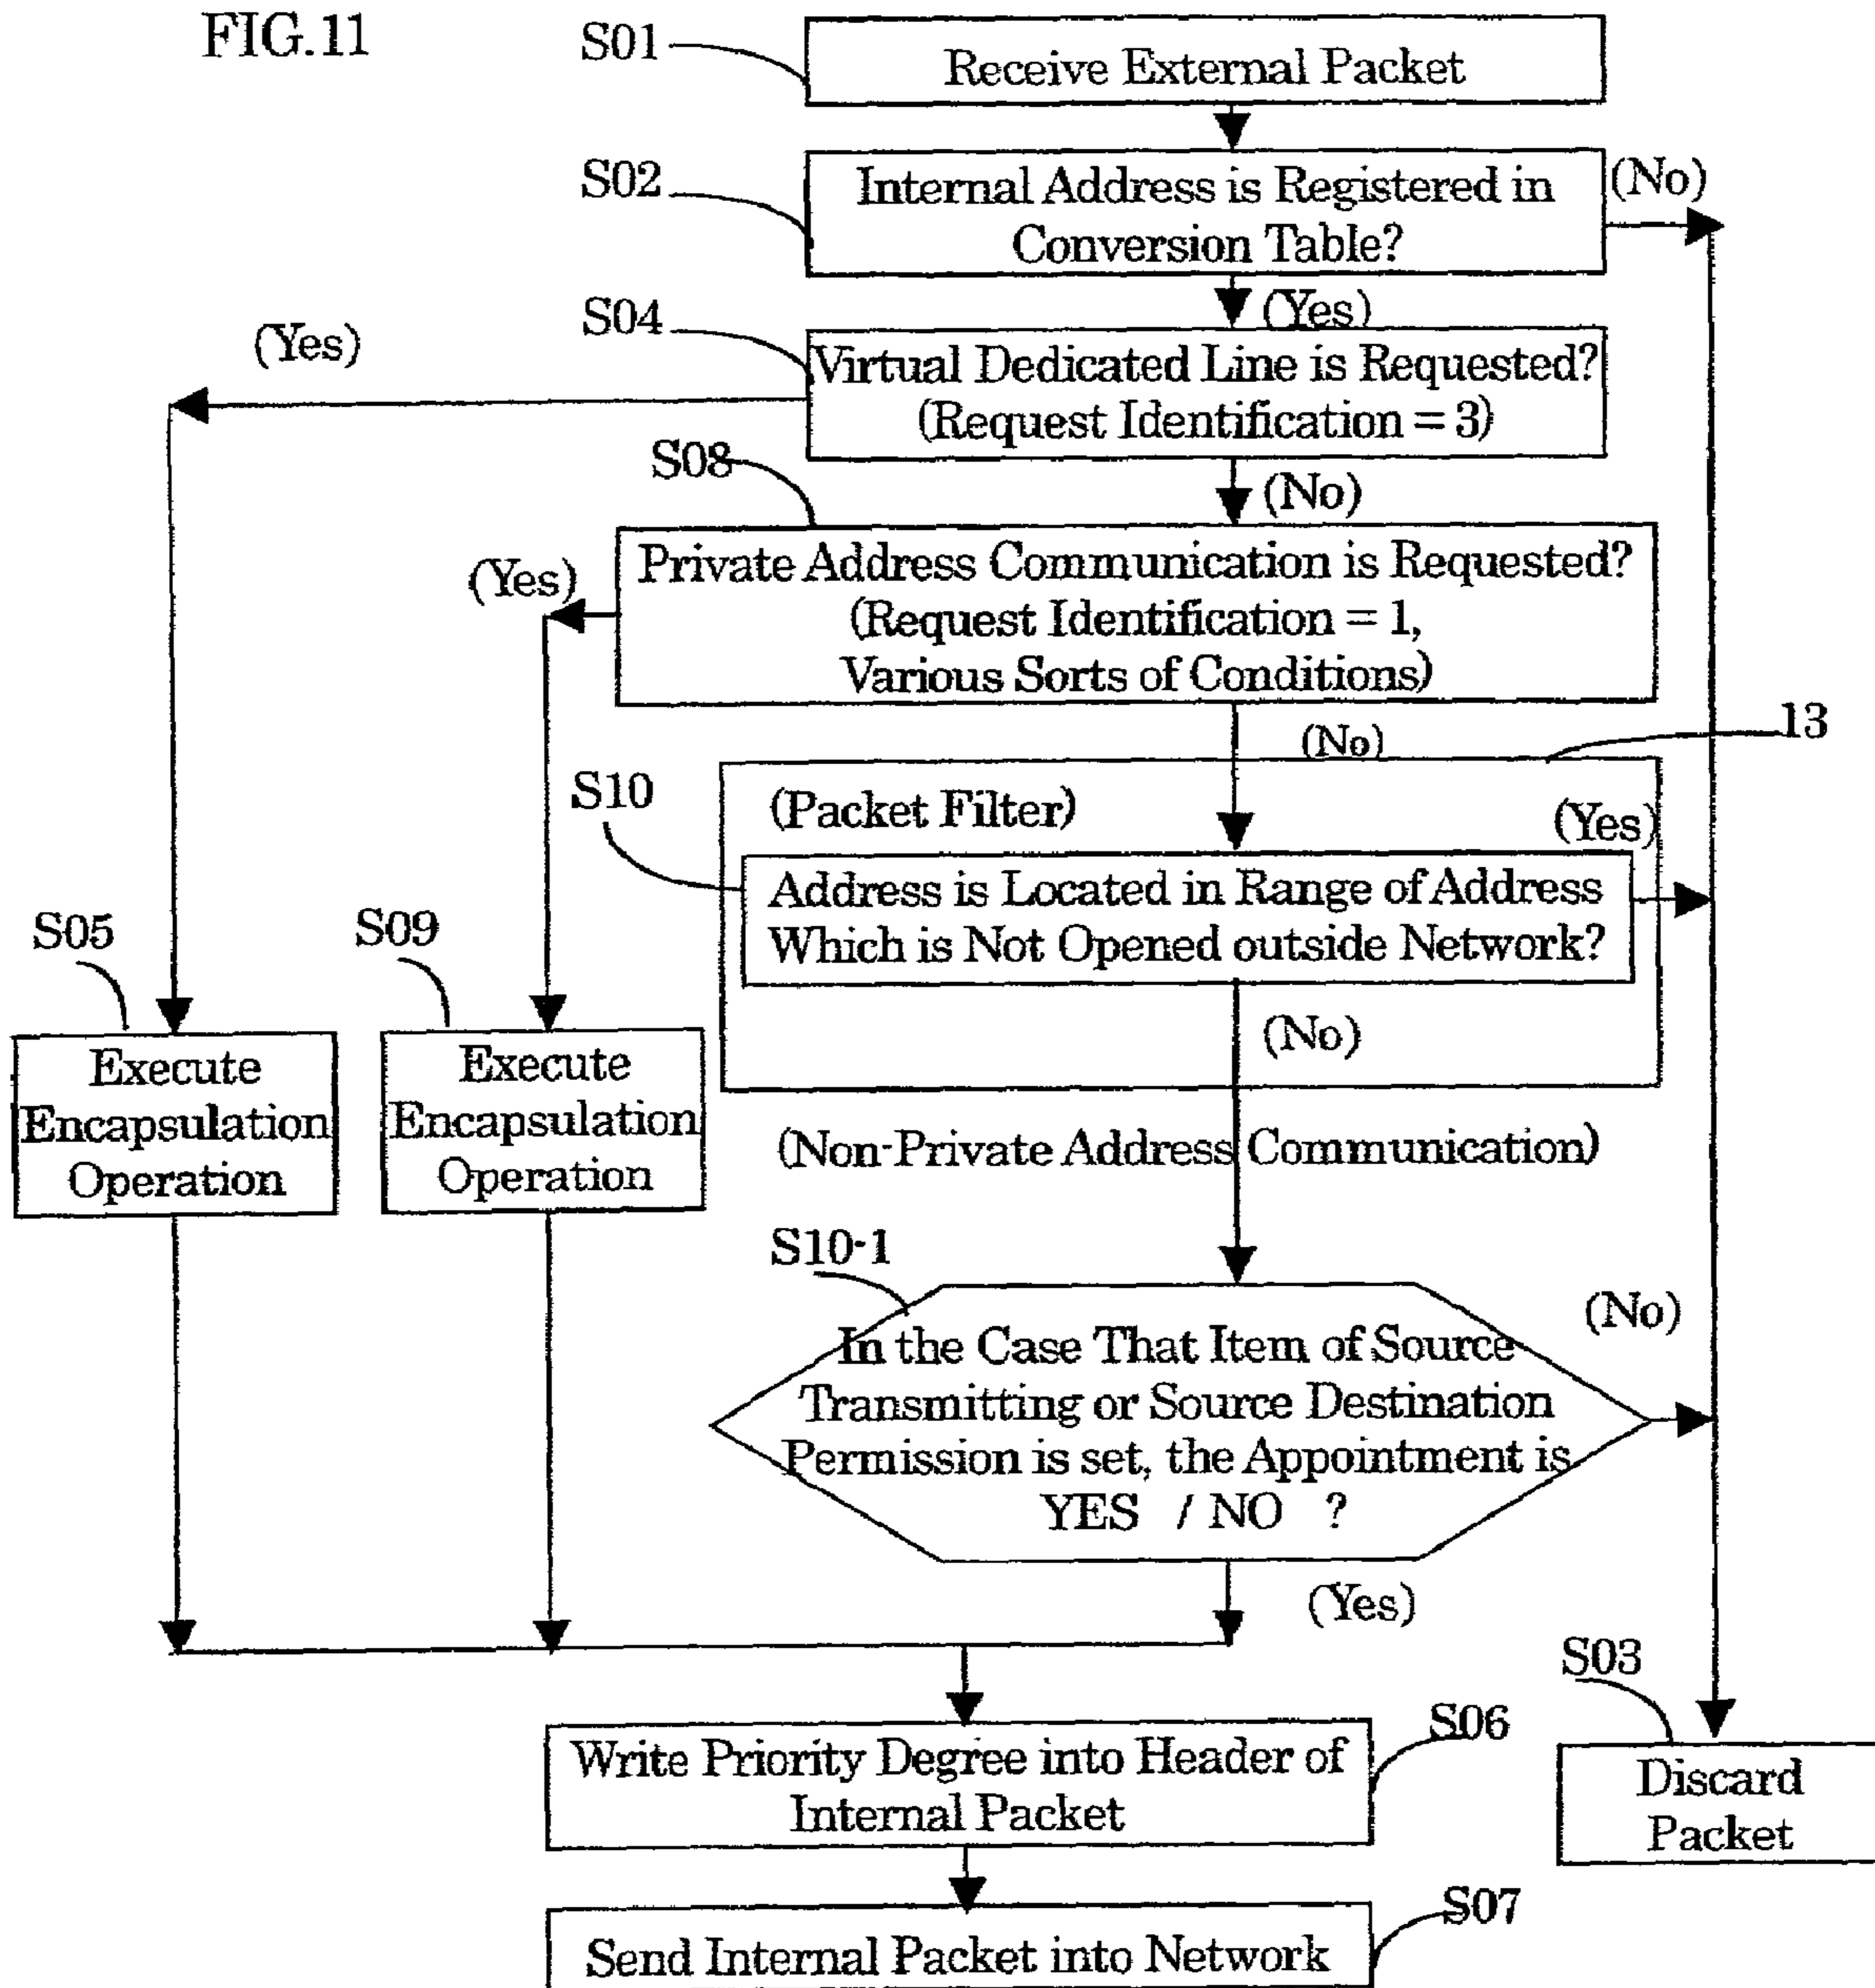 FIG.11
S01
Receive External Packet
S02
Internal Address is Registered in
Conversion Table?
(No)
(Yes)
S04
(Yes)
Virtual Dedicated Line is Requested?
(Request Identification = 3)
S08
(No)
(Yes)
Private Address Communication is Requested?
(Request Identification = 1,
Various Sorts of Conditions)
(No)
13
S10
(Packet Filter)
(Yes)
Address is Located in Range of Address
Which is Not Opened outside Network?
S05
S09
(No)
Execute
Encapsulation
Operation
Execute
Encapsulation
Operation
(Non-Private Address Communication)
S10-1
(No)
In the Case That Item of Source
Transmitting or Source Destination
Permission is set, the Appointment is
YES / NO ?
(Yes)
S03
Discard
Packet
S06
Write Priority Degree into Header of
Internal Packet
S07
Send Internal Packet into Network